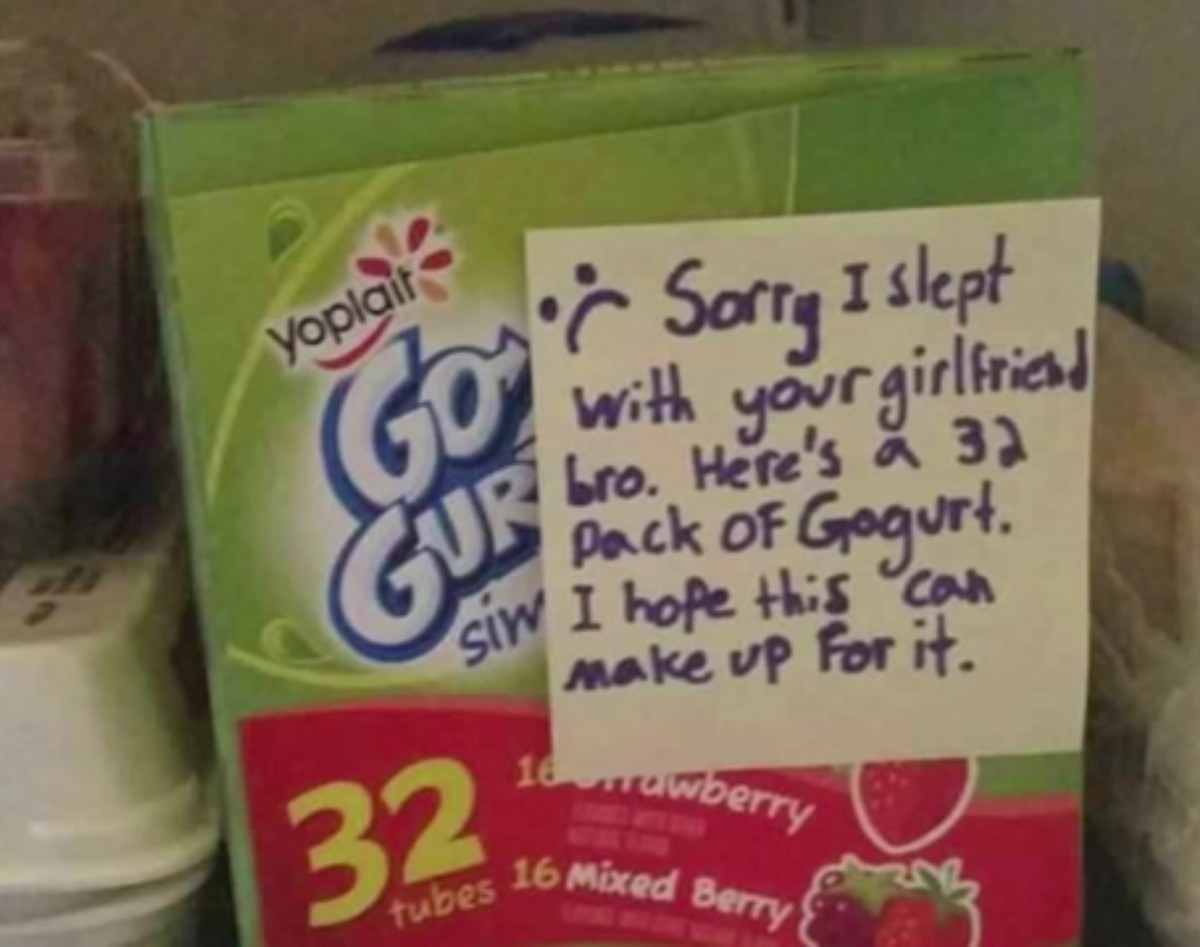 Yoplait
Go
GUR
Sim
Sorry I slept
with your girlfriend
bro. Here's a 32
pack of Gogurt.
I hope this can
make up for it.
32
tubes
16
16 Mixed Berry